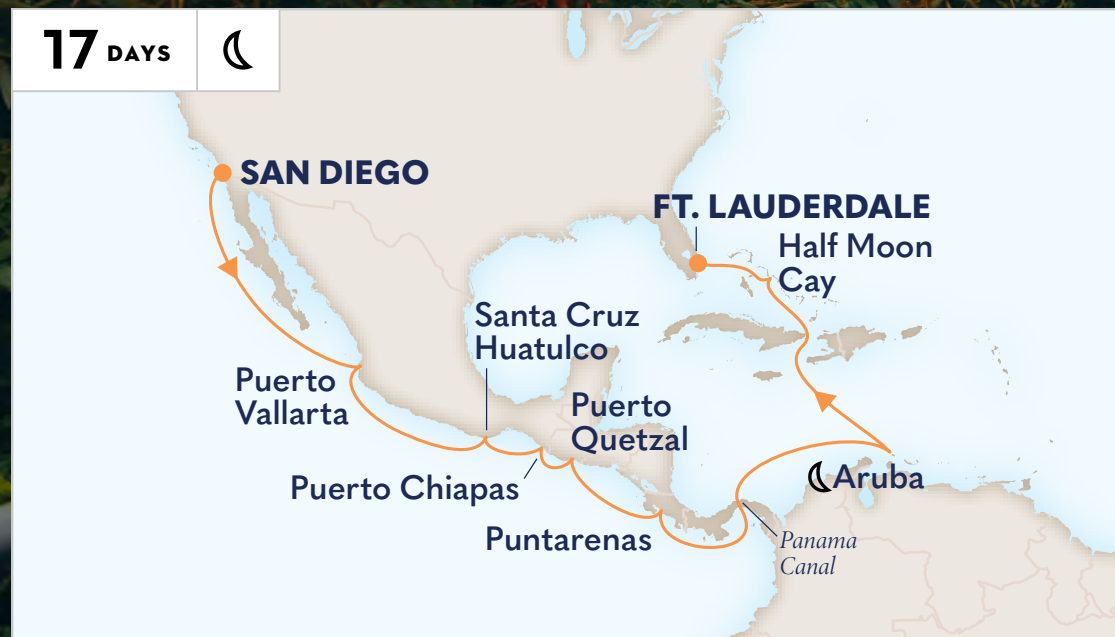 17 DAYS
SAN DIEGO
FT. LAUDERDALE
Half Moon
Cay
Santa Cruz
Huatulco
Puerto
Vallarta
Puerto
Quetzal
Puerto Chiapas
Aruba
Puntarenas
Panama
Canal